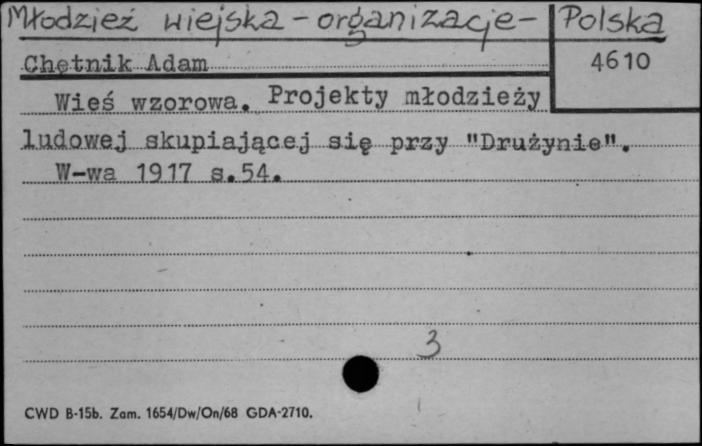 Młodzież wiejska - organizacje - Polska
Chętnik Adam 4610
Wieś wzorowa. Projekty młodzieży
ludowej skupiającej się przy "Drużynie".
W-wa 1917 s.54.
3
CWD B-15b. Zam. 1654/Dw/On/68 GDA-2710.